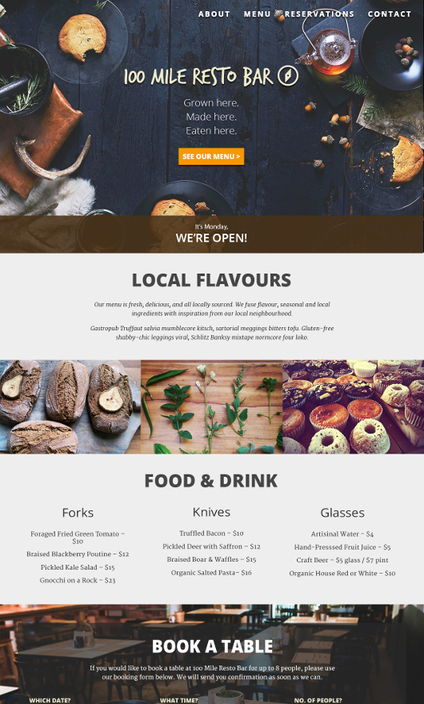 ABOUT MENU RESERVATIONS CONTACT
100 MILE RESTO BAR
Grown here.
Made here.
Eaten here.
SEE OUR MENU >
It's Monday,
WE'RE OPEN!
LOCAL FLAVOURS
Our menu is fresh, delicious, and all locally sourced. We fuse flavour, seasonal and local
ingredients with inspiration from our local neighbourhood.
Gastropub Truffaut salvia mumblecore kitsch, sartorial meggings bitters tofu. Gluten-free
shabby-chic leggings viral, Schlitz Banksy mixtape normcore four loko.
FOOD & DRINK
Forks
Foraged Fried Green Tomato –
$10
Braised Blackberry Poutine – $12
Pickled Kale Salad – $15
Gnocchi on a Rock – $23
Knives
Truffled Bacon – $10
Pickled Deer with Saffron – $12
Braised Boar & Waffles – $15
Organic Salted Pasta– $16
Glasses
Artisinal Water – $4
Hand-Presssed Fruit Juice – $5
Craft Beer – $5 glass / $7 pint
Organic House Red or White – $10
BOOK A TABLE
If you would like to book a table at 100 Mile Resto Bar for up to 8 people, please use
our booking form below. We will send you confirmation as soon as we can.
WHICH DATE? WHAT TIME? NO. OF PEOPLE?